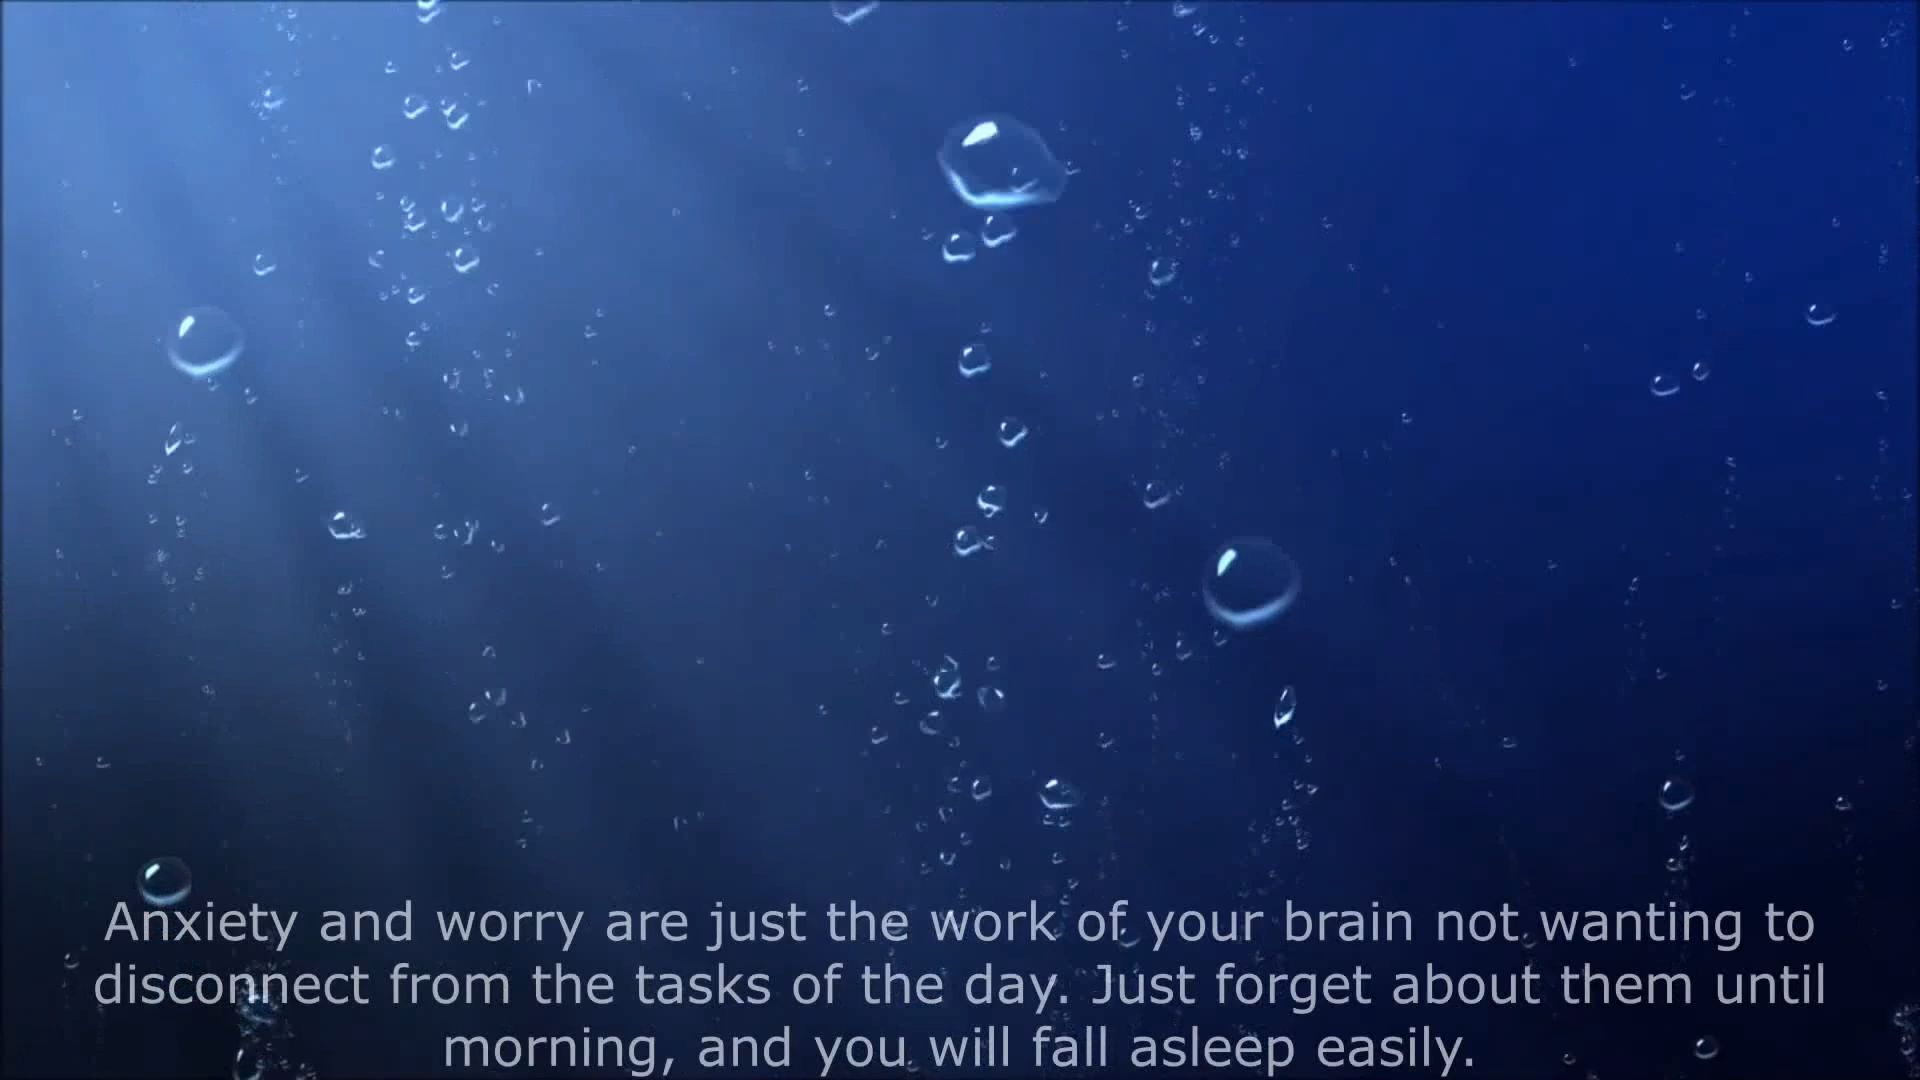 Anxiety and worry are just the work of your brain not wanting to
disconnect from the tasks of the day. Just forget about them until
morning, and you will fall asleep easily.